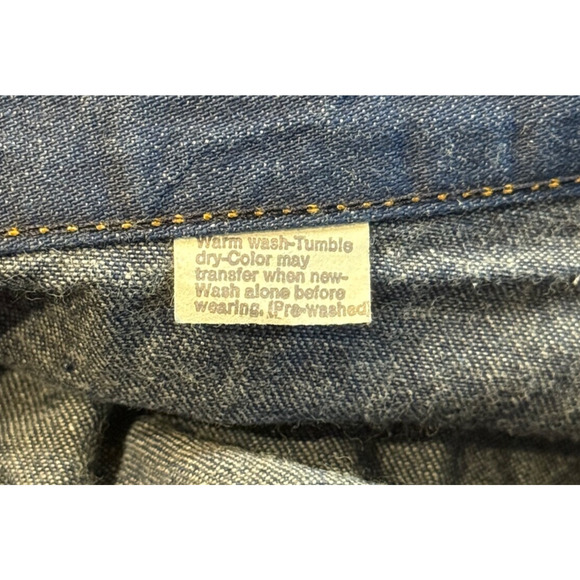 Warm wash-Tumble
dry-Color may
transfer when new-
Wash alone before
wearing. (Pre-washed)